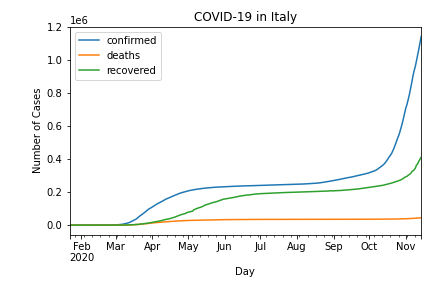 COVID-19 in Italy
1e6
1.2
1.0
0.8
0.6
0.4
0.2
0.0
Number of Cases
confirmed
deaths
recovered
Feb Mar Apr May Jun Jul Aug Sep Oct Nov
2020
Day